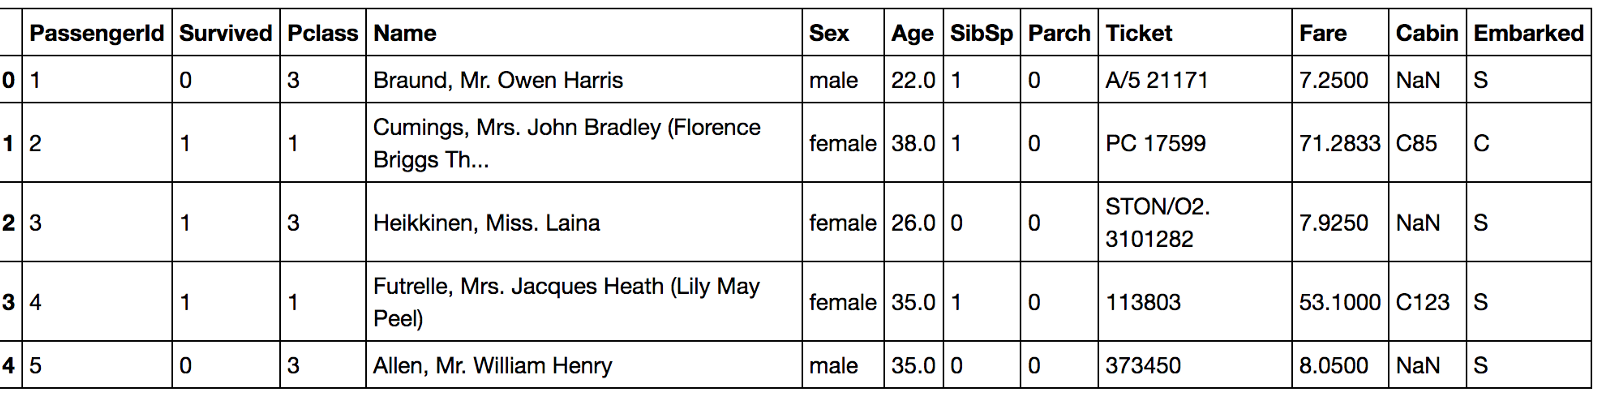 PassengerId Survived Pclass Name Sex Age SibSp Parch Ticket Fare Cabin Embarked
0 1 0 3 Braund, Mr. Owen Harris male 22.0 1 0 A/5 21171 7.2500 NaN S
1 2 1 1 Cumings, Mrs. John Bradley (Florence Briggs Th... female 38.0 1 0 PC 17599 71.2833 C85 C
2 3 1 3 Heikkinen, Miss. Laina female 26.0 0 0 STON/O2. 3101282 7.9250 NaN S
3 4 1 1 Futrelle, Mrs. Jacques Heath (Lily May Peel) female 35.0 1 0 113803 53.1000 C123 S
4 5 0 3 Allen, Mr. William Henry male 35.0 0 0 373450 8.0500 NaN S